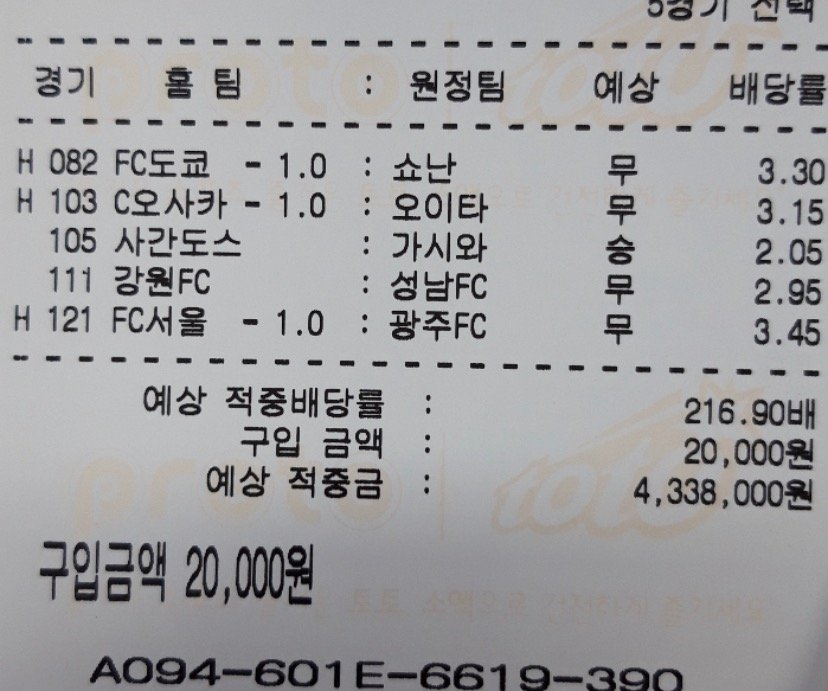 5경기 선택
경기 홈 팀 : 원정팀 예상 배당률
H 082 FC도쿄 - 1.0 : 쇼난 무 3.30
H 103 C오사카 - 1.0 : 오이타 무 3.15
105 사간도스 : 가시와 승 2.05
111 강원FC : 성남FC 무 2.95
H 121 FC서울 - 1.0 : 광주FC 무 3.45
예상 적중배당률 : 216.90배
구입 금액 : 20,000원
예상 적중금 : 4,338,000원
proto toto
구입금액 20,000원
A094-601E-6619-390